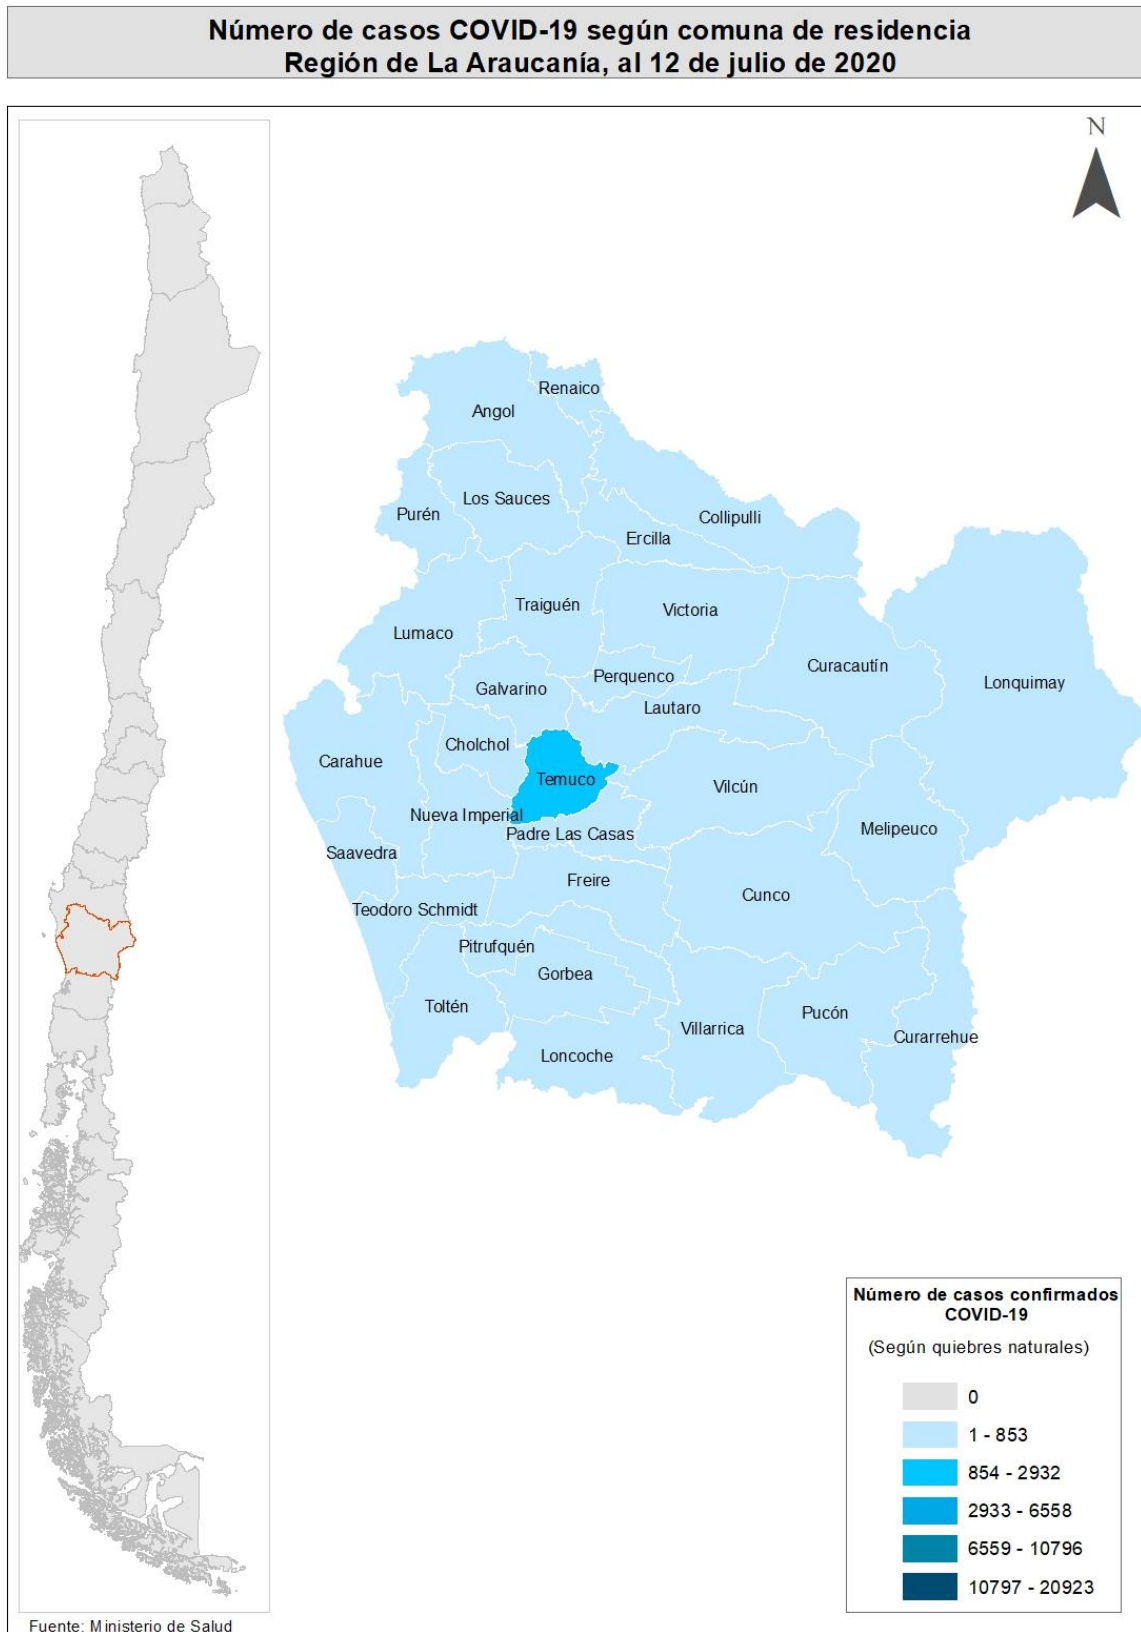 Número de casos COVID-19 según comuna de residencia
Región de La Araucanía, al 12 de julio de 2020
N
Renaico
Angol
Los Sauces
Purén
Collipulli
Ercilla
Traiguén
Victoria
Lumaco
Curacautín
Perquenco
Lonquimay
Galvarino
Lautaro
Cholchol
Carahue
Temuco
Vilcún
Nueva Imperial
Melipeuco
Padre Las Casas
Saavedra
Freire
Cunco
Teodoro Schmidt
Pitrufquén
Gorbea
Toltén
Pucón
Villarrica
Curarrehue
Loncoche
Número de casos confirmados
COVID-19
(Según quiebres naturales)
0
1 - 853
854 - 2932
2933 - 6558
6559 - 10796
10797 - 20923
Fuente: Ministerio de Salud